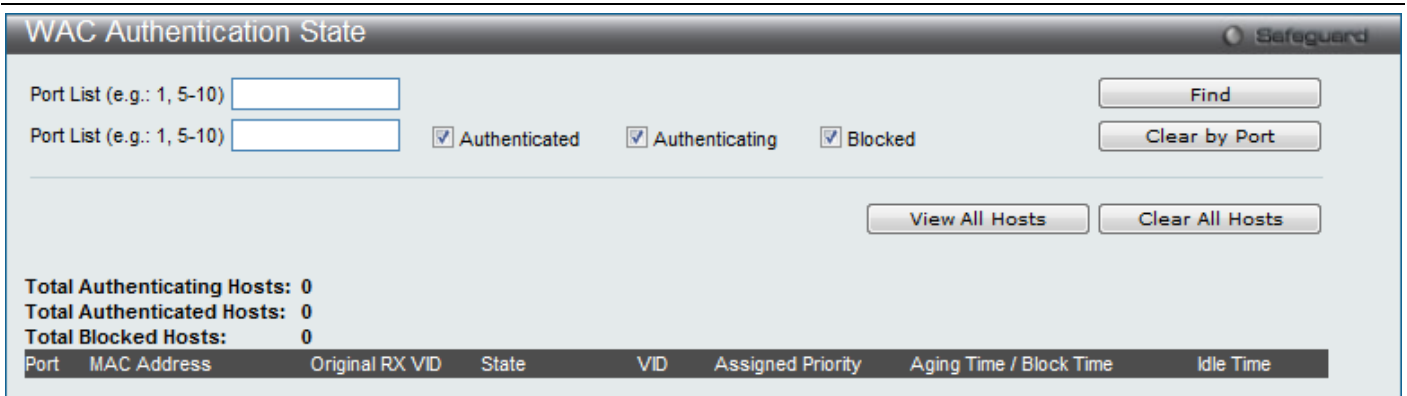 WAC Authentication State
Safeguard
Port List (e.g.: 1, 5-10)
Find
Port List (e.g.: 1, 5-10)
Authenticated
Authenticating
Blocked
Clear by Port
View All Hosts
Clear All Hosts
Total Authenticating Hosts: 0
Total Authenticated Hosts: 0
Total Blocked Hosts: 0
Port MAC Address Original RX VID State VID Assigned Priority Aging Time / Block Time Idle Time